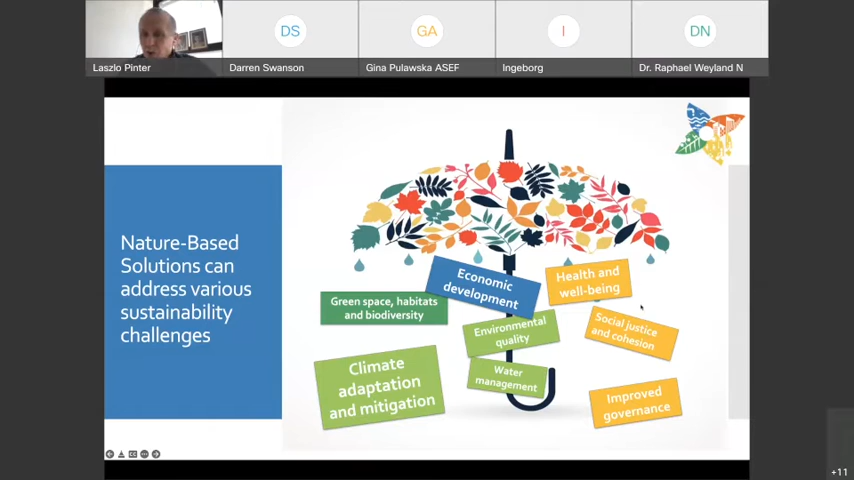 DS
GA
I
DN
Laszlo Pinter
Darren Swanson
Gina Pulawska ASEF
Ingeborg
Dr. Raphael Weyland N
Nature-Based
Solutions can
address various
sustainability
challenges
Economic
development
Health and
well-being
Green space, habitats
and biodiversity
Environmental
quality
Social justice
and cohesion
Climate
adaptation
and mitigation
Water
management
Improved
governance
+11